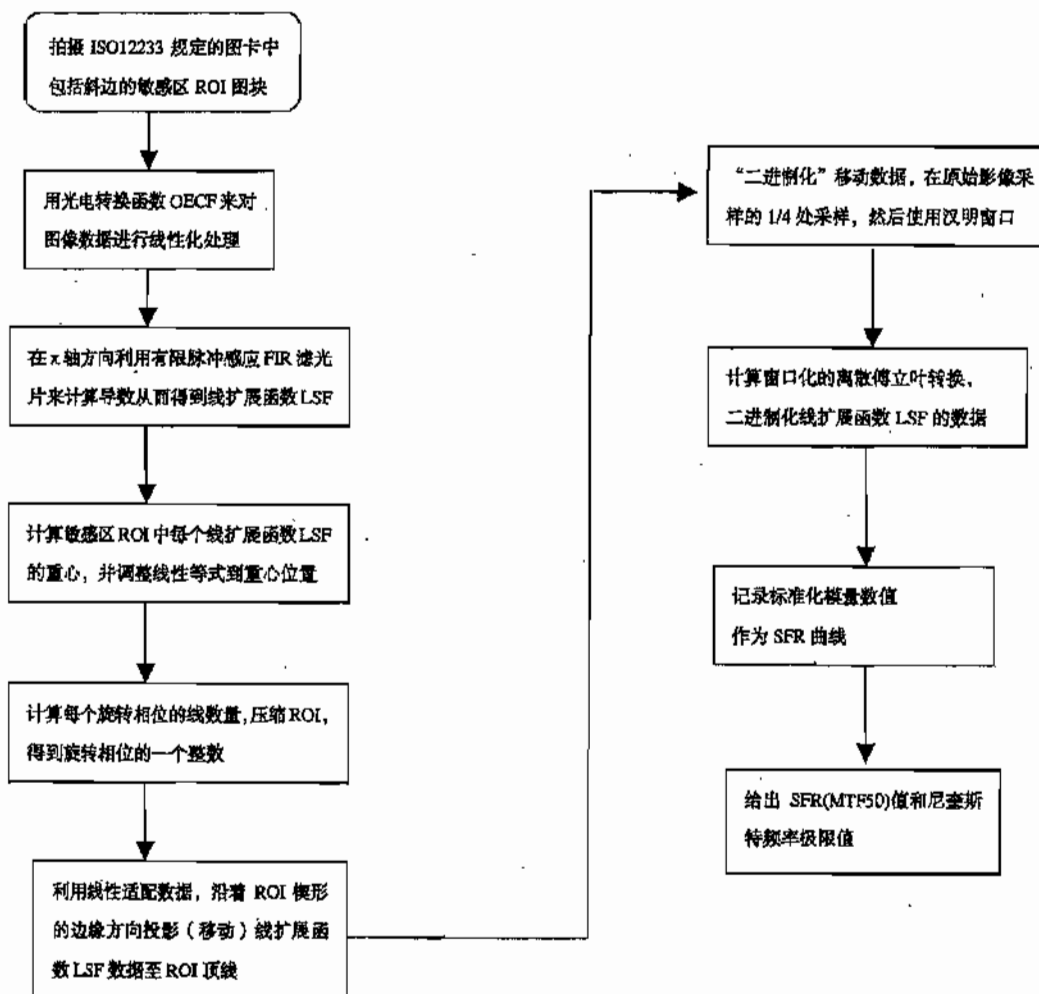 拍摄 ISO12233 规定的图卡中
包括斜边的敏感区 ROI 图块
用光电转换函数 OECF 来对
图像数据进行线性化处理
在 x 轴方向利用有限脉冲感应 FIR 滤光
片来计算导数从而得到线扩展函数 LSF
计算敏感区 ROI 中每个线扩展函数 LSF
的重心，并调整线性等式到重心位置
计算每个旋转相位的线数量,压缩 ROI，
得到旋转相位的一个整数
利用线性适配数据，沿着 ROI 楔形
的边缘方向投影（移动）线扩展函
数 LSF 数据至 ROI 顶线
“二进制化”移动数据，在原始影像采
样的 1/4 处采样，然后使用汉明窗口
计算窗口化的离散傅立叶转换，
二进制化线扩展函数 LSF 的数据
记录标准化模量数值
作为 SFR 曲线
给出 SFR(MTF50)值和尼奎斯
特频率极限值